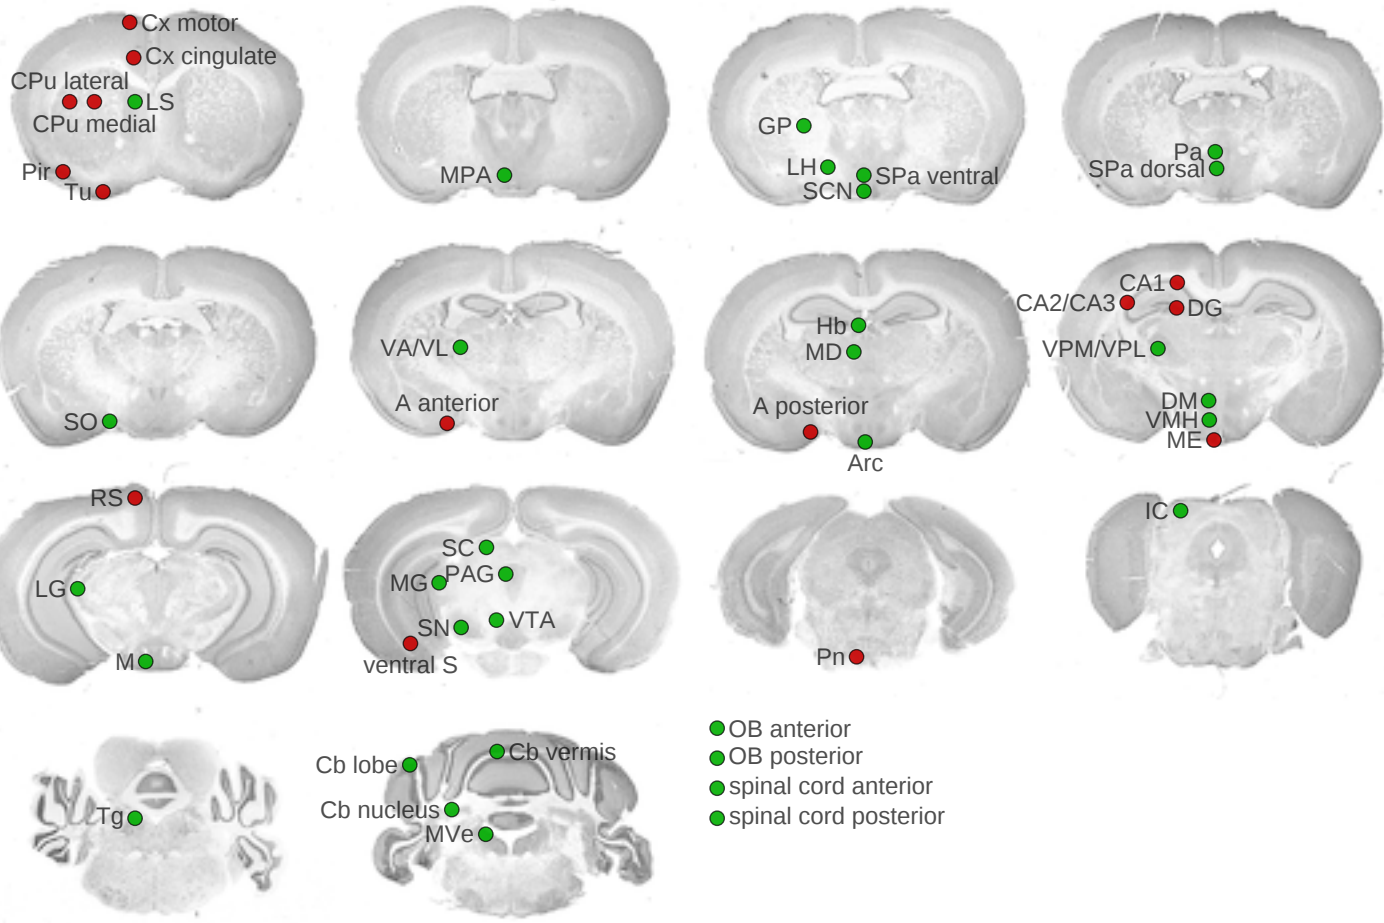 Cx motor
Cx cingulate
CPu lateral
LS
CPu medial
Pir
Tu
MPA
GP
LH
SPa ventral
SCN
Pa
SPa dorsal
SO
VA/VL
A anterior
Hb
MD
A posterior
Arc
CA1
CA2/CA3
DG
VPM/VPL
DM
VMH
ME
RS
LG
M
SC
MG
PAG
SN
VTA
ventral S
Pn
IC
Tg
Cb lobe
Cb vermis
Cb nucleus
MVe
OB anterior
OB posterior
spinal cord anterior
spinal cord posterior